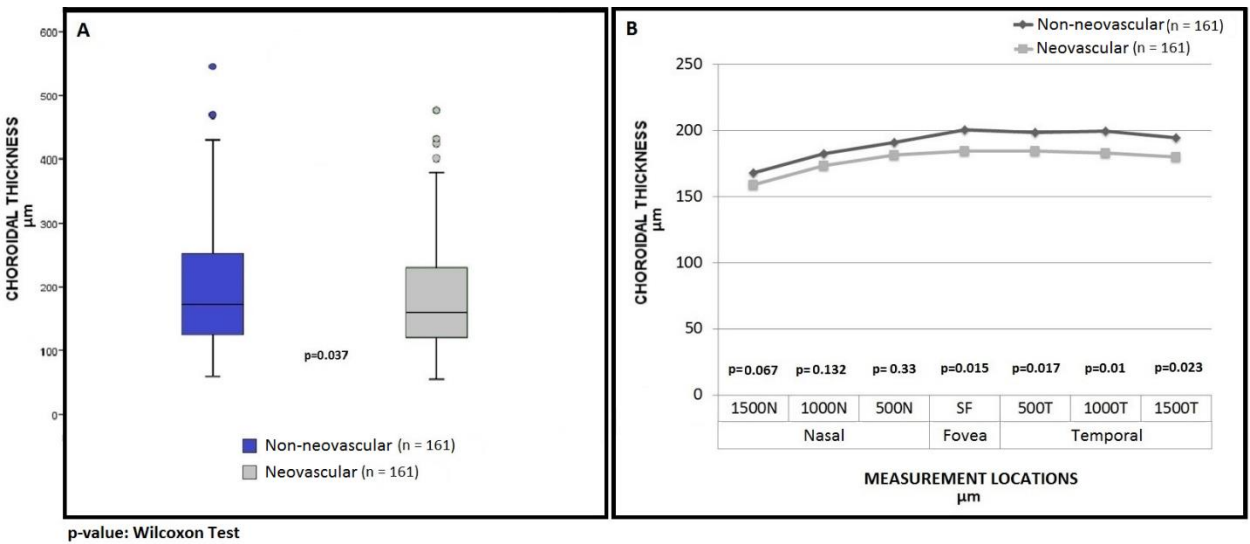 A
600
500
400
300
200
100
0
CHOROIDAL THICKNESS
µm
p=0.037
Non-neovascular (n = 161)
Neovascular (n = 161)
p-value: Wilcoxon Test
B
Non-neovascular (n = 161)
Neovascular (n = 161)
250
200
150
100
50
0
CHOROIDAL THICKNESS
µm
p=0.067 p=0.132 p= 0.33 p=0.015 p=0.017 p=0.01 p=0.023
1500N 1000N 500N SF 500T 1000T 1500T
Nasal Fovea Temporal
MEASUREMENT LOCATIONS
µm